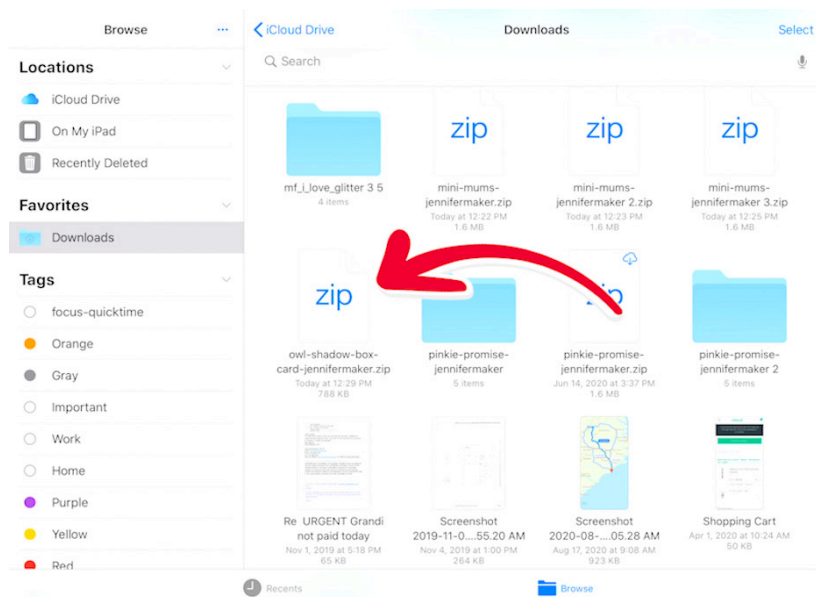 Browse
iCloud Drive
Downloads
Select
Search
Locations
iCloud Drive
On My iPad
Recently Deleted
Favorites
Downloads
Tags
focus-quicktime
Orange
Gray
Important
Work
Home
Purple
Yellow
Red
mf_i_love_glitter 3 5
4 items
zip
mini-mums-
jennifermaker.zip
Today at 12:22 PM
1.6 MB
zip
mini-mums-
jennifermaker 2.zip
Today at 12:23 PM
1.6 MB
zip
mini-mums-
jennifermaker 3.zip
Today at 12:25 PM
1.6 MB
zip
owl-shadow-box-
card-jennifermaker.zip
Today at 12:29 PM
788 KB
pinkie-promise-
jennifermaker
5 items
zip
pinkie-promise-
jennifermaker.zip
Jun 14, 2020 at 3:37 PM
1.6 MB
pinkie-promise-
jennifermaker 2
5 items
Re URGENT Grandi
not paid today
Nov 1, 2019 at 5:18 PM
65 KB
Screenshot
2019-11-0....55.20 AM
Nov 4, 2019 at 1:00 PM
264 KB
Screenshot
2020-08-....05.28 AM
Aug 17, 2020 at 9:08 AM
923 KB
Shopping Cart
Apr 1, 2020 at 10:24 AM
50 KB
Recents
Browse